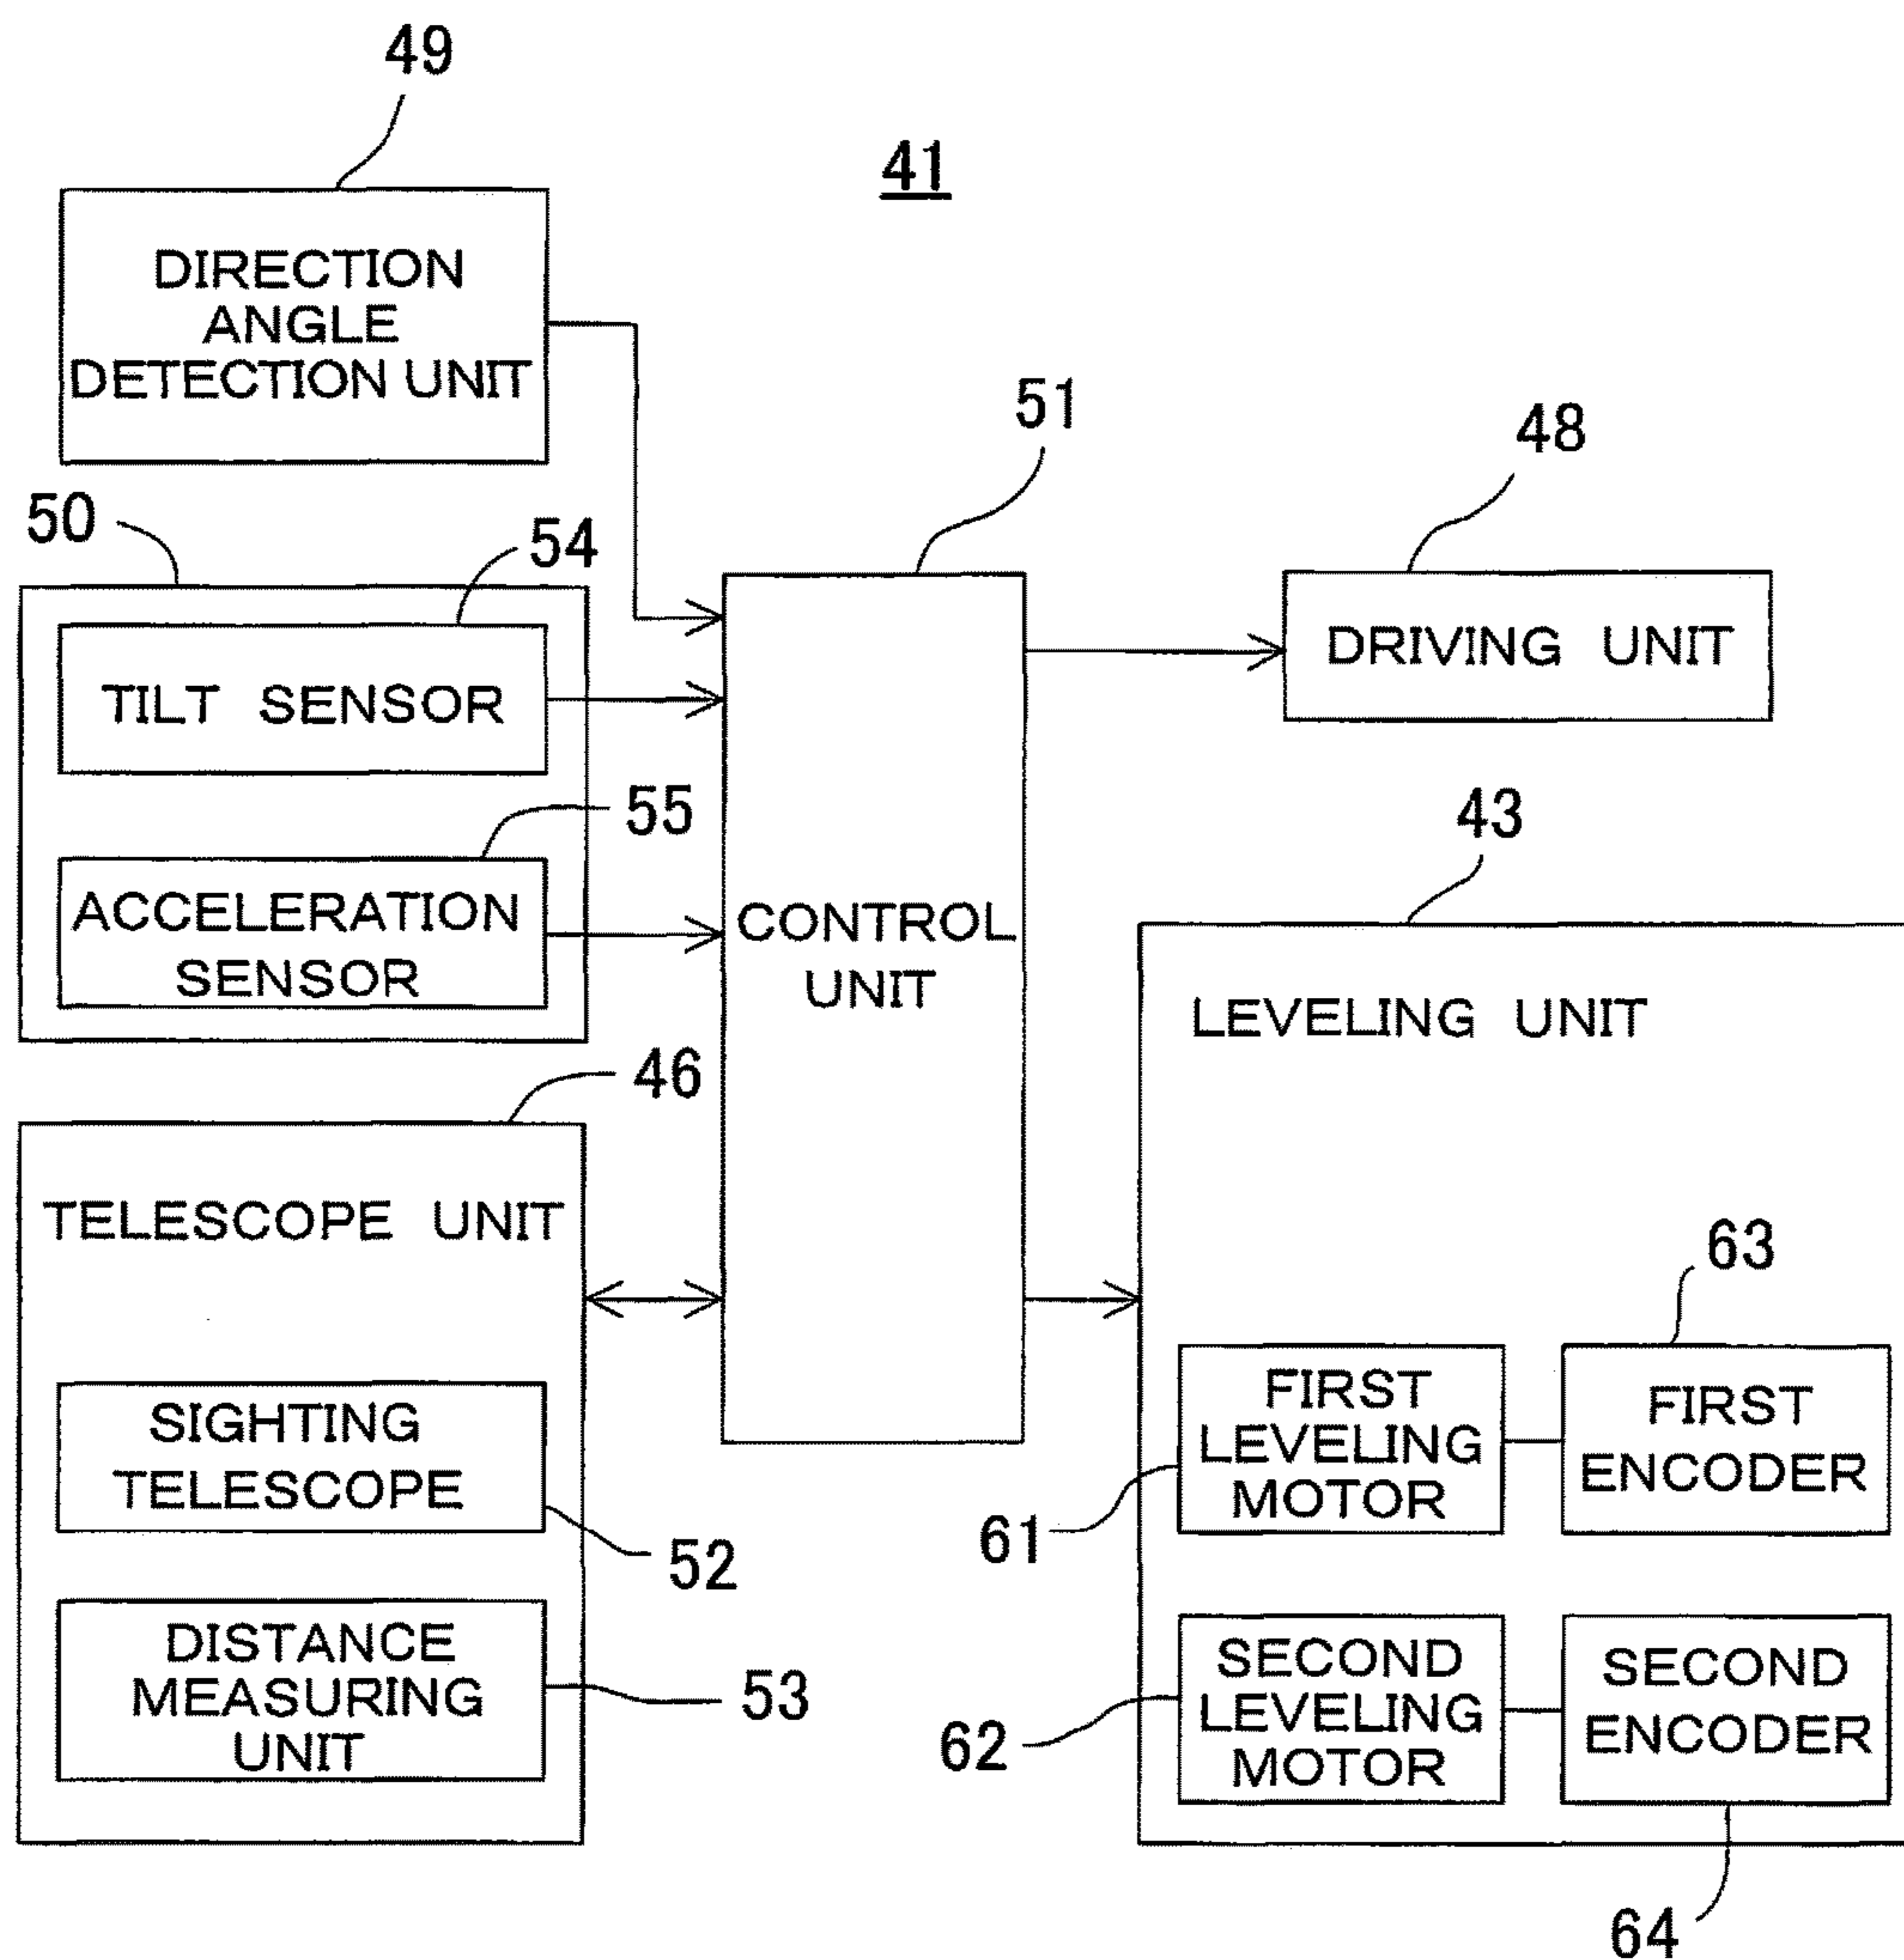 49
41
DIRECTION
ANGLE
DETECTION UNIT
51
48
50
54
TILT SENSOR
DRIVING UNIT
55
43
ACCELERATION
SENSOR
CONTROL
UNIT
LEVELING UNIT
46
TELESCOPE UNIT
63
SIGHTING
TELESCOPE
52
FIRST
LEVELING
MOTOR
FIRST
ENCODER
61
DISTANCE
MEASURING
UNIT
53
SECOND
LEVELING
MOTOR
SECOND
ENCODER
62
64